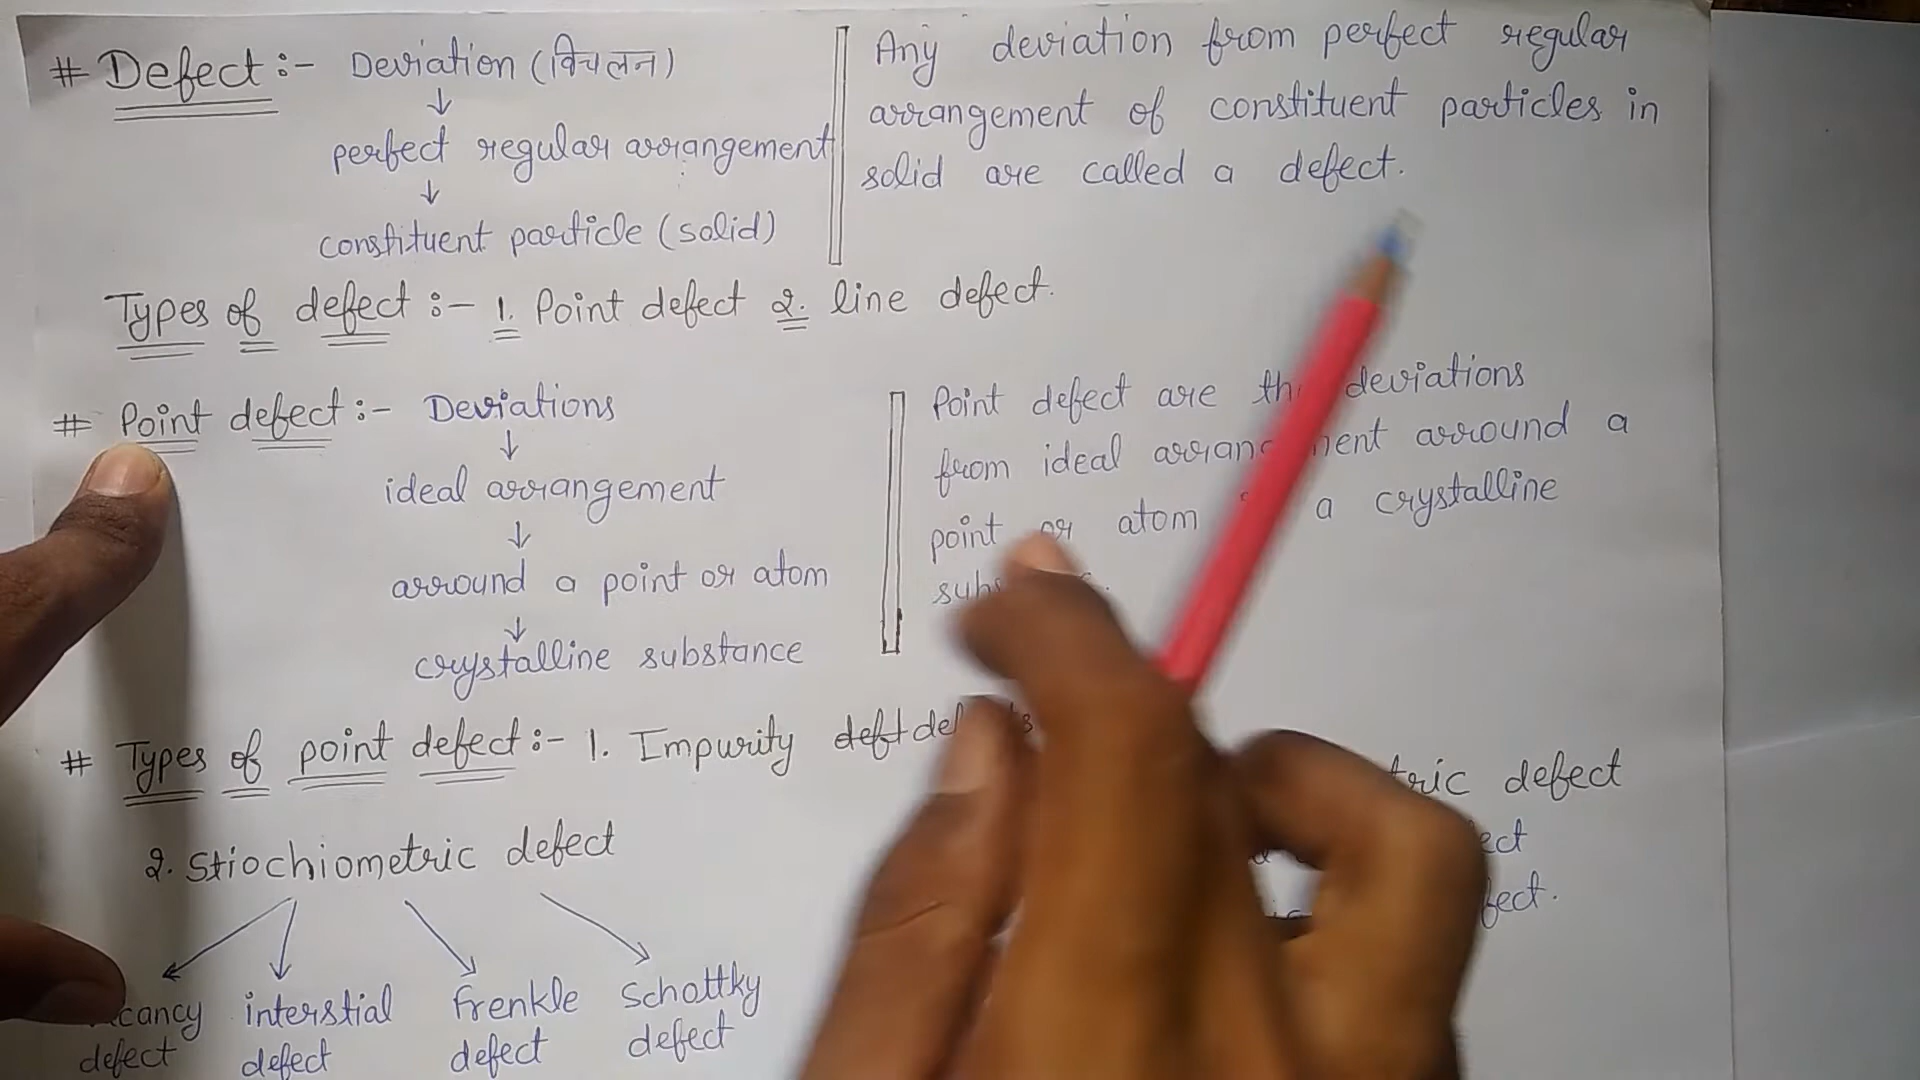 # Defect :- Deviation (विचलन)
↓
perfect regular arrangement
↓
constituent particle (solid)
Any deviation from perfect regular
arrangement of constituent particles in
solid are called a defect.
Types of defect :- 1. Point defect 2. line defect.
# Point defect :- Deviations
↓
ideal arrangement
↓
arround a point or atom
↓
crystalline substance
Point defect are the deviations
from ideal arrangement arround a
point or atom a crystalline
# Types of point defect :- 1. Impurity
2. Stiochiometric defect
defect
interstial
defect
Frenkle
defect
Schottky
defect
defect